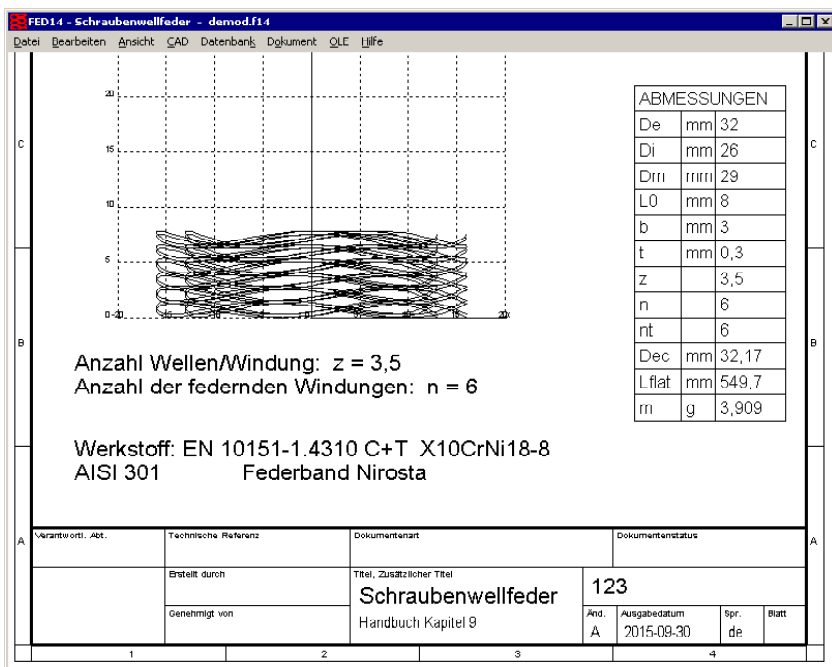 FED14 - Schraubenwellfeder - demod.f14
Datei Bearbeiten Ansicht CAD Datenbank Dokument OLE Hilfe
20
15
10
5
0
ABMESSUNGEN
De mm 32
Di mm 26
Dm mm 29
L0 mm 8
b mm 3
t mm 0,3
z 3,5
n 6
nt 6
Dec mm 32,17
Lflat mm 549,7
m g 3,909
C
C
B
B
Anzahl Wellen/Windung: z = 3,5
Anzahl der federnden Windungen: n = 6
Werkstoff: EN 10151-1.4310 C+T X10CrNi18-8
AISI 301 Federband Nirosta
A
A
Verantwortl. Abt.
Technische Referenz
Dokumentenart
Dokumentenstatus
Erstellt durch
Titel, Zusätzlicher Titel
Schraubenwellfeder
Handbuch Kapitel 9
Genehmigt von
123
Änd.
A
Ausgabedatum
2015-09-30
Spr.
de
Blatt
1 2 3 4